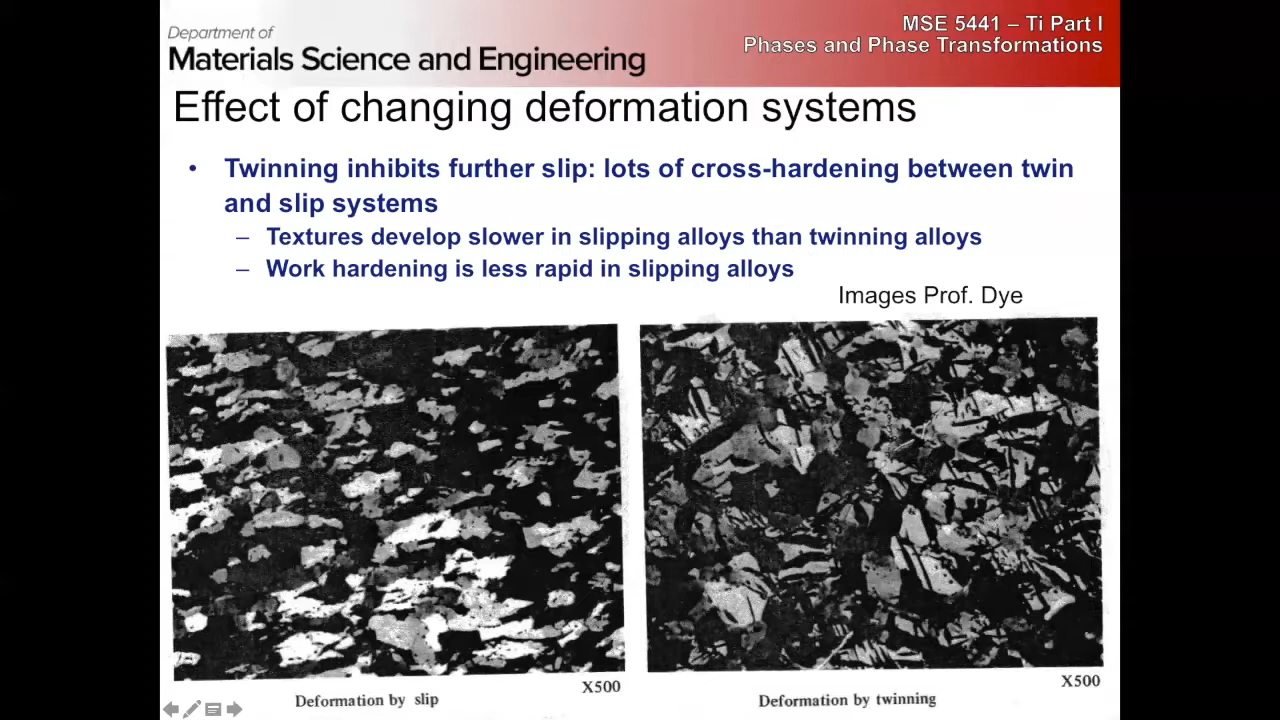 Department of
Materials Science and Engineering
MSE 5441 – Ti Part I
Phases and Phase Transformations
Effect of changing deformation systems
• Twinning inhibits further slip: lots of cross-hardening between twin
and slip systems
– Textures develop slower in slipping alloys than twinning alloys
– Work hardening is less rapid in slipping alloys
Images Prof. Dye
X500
Deformation by slip
X500
Deformation by twinning